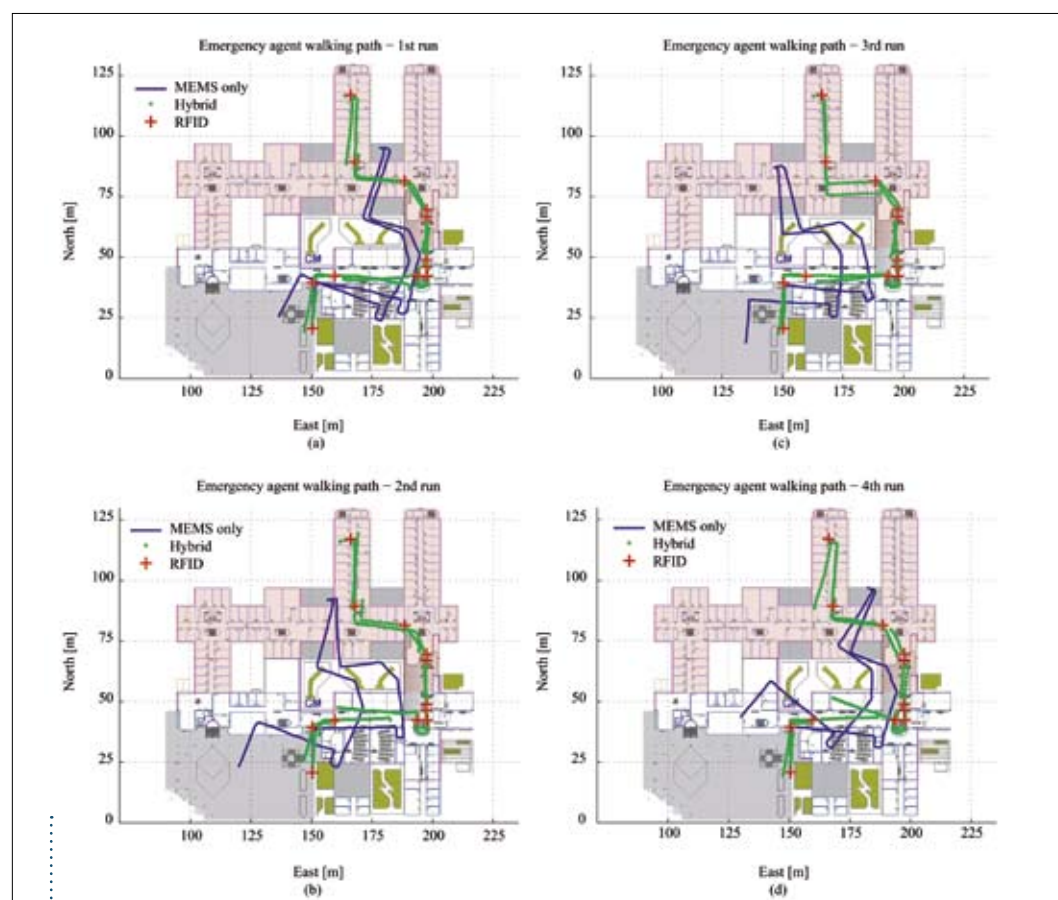 Emergency agent walking path − 1st run
125
100
75
50
25
0
North [m]
MEMS only
Hybrid
RFID
100 125 150 175 200 225
East [m]
(a)
Emergency agent walking path − 3rd run
125
100
75
50
25
0
North [m]
100 125 150 175 200 225
East [m]
(c)
Emergency agent walking path − 2nd run
125
100
75
50
25
0
North [m]
MEMS only
Hybrid
RFID
100 125 150 175 200 225
East [m]
(b)
Emergency agent walking path − 4th run
125
100
75
50
25
0
North [m]
MEMS only
Hybrid
RFID
100 125 150 175 200 225
East [m]
(d)